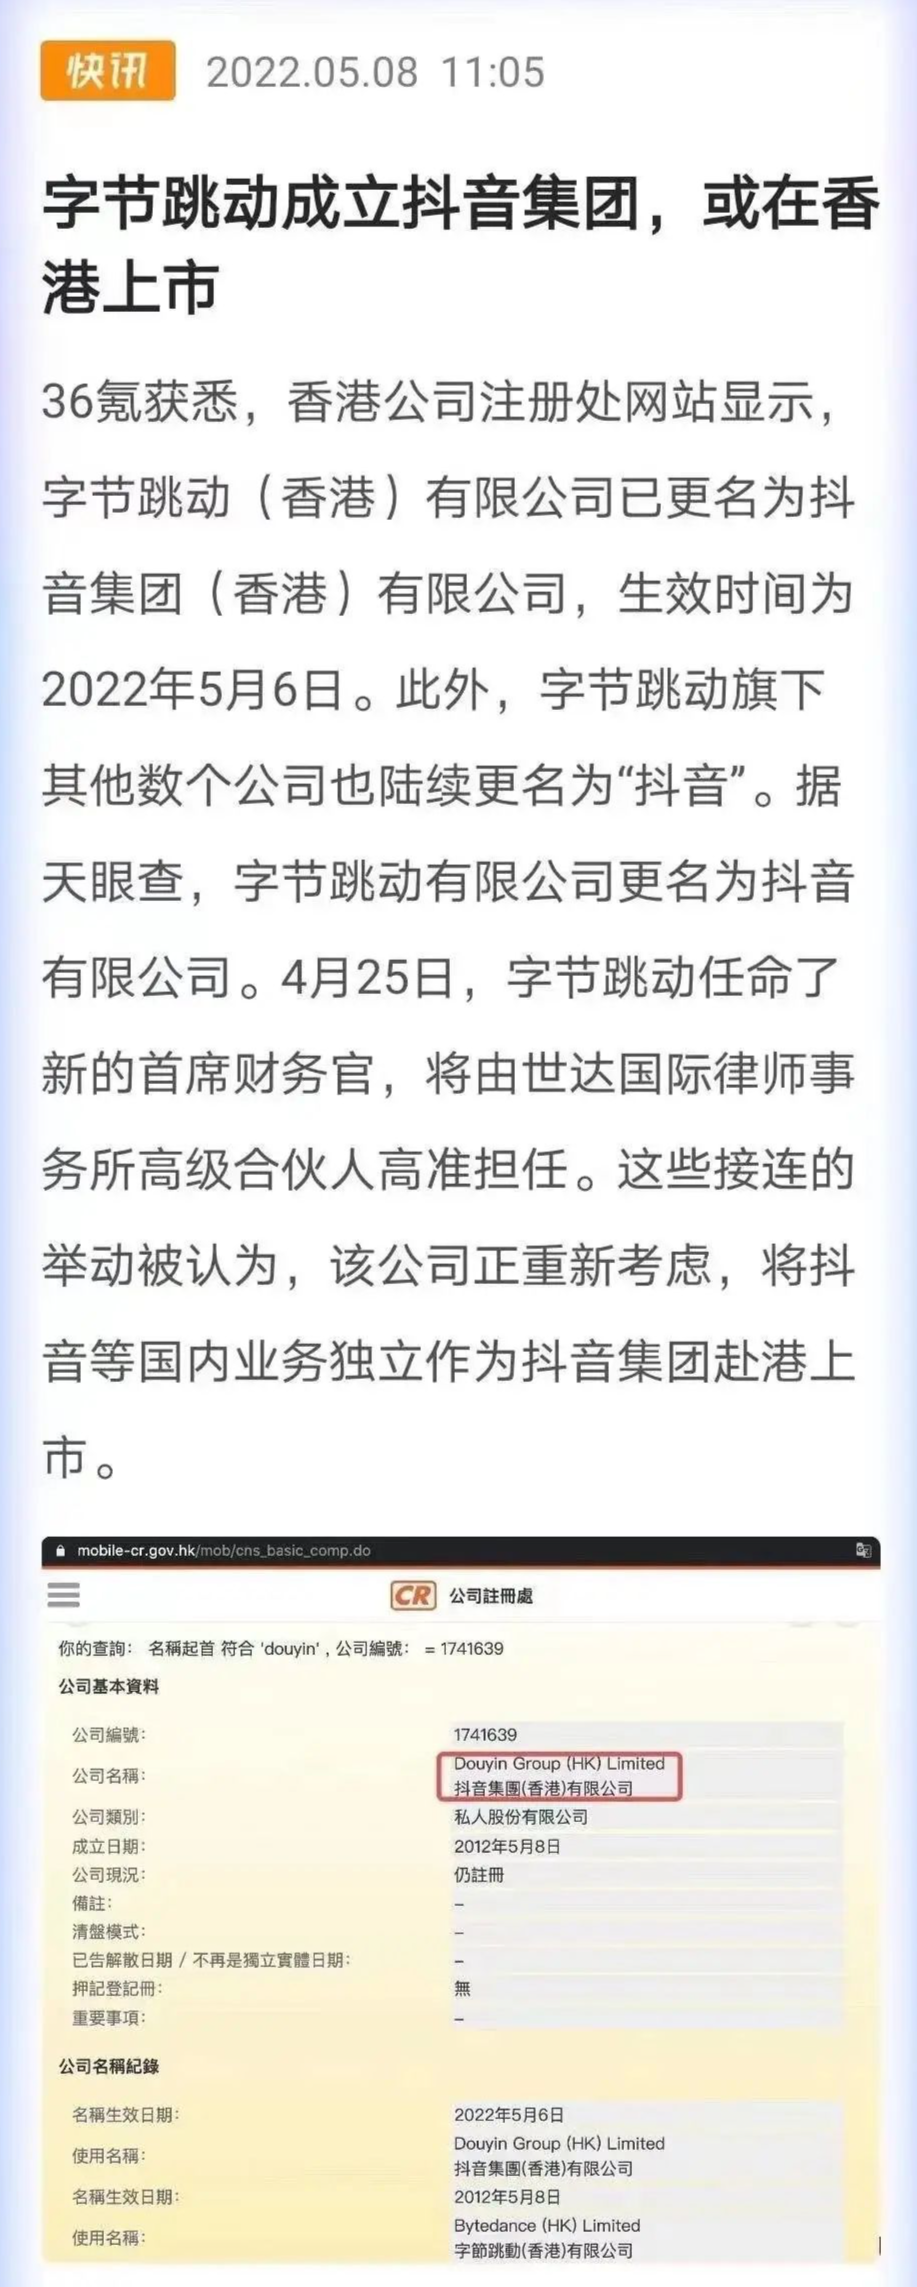 快讯 2022.05.08 11:05
字节跳动成立抖音集团，或在香
港上市
36氪获悉，香港公司注册处网站显示，
字节跳动（香港）有限公司已更名为抖
音集团（香港）有限公司，生效时间为
2022年5月6日。此外，字节跳动旗下
其他数个公司也陆续更名为“抖音”。据
天眼查，字节跳动有限公司更名为抖音
有限公司。4月25日，字节跳动任命了
新的首席财务官，将由世达国际律师事
务所高级合伙人高准担任。这些接连的
举动被认为，该公司正重新考虑，将抖
音等国内业务独立作为抖音集团赴港上
市。
mobile-cr.gov.hk/mob/cns_basic_comp.do
CR 公司註冊處
你的查詢： 名稱起首 符合 'douyin' , 公司編號： = 1741639
公司基本資料
公司編號: 1741639
公司名稱: Douyin Group (HK) Limited
抖音集團(香港)有限公司
公司類別: 私人股份有限公司
成立日期: 2012年5月8日
公司現況: 仍註冊
備註: –
清盤模式: –
已告解散日期 / 不再是獨立實體日期: –
押記登記冊: 無
重要事項: –
公司名稱紀錄
名稱生效日期: 2022年5月6日
使用名稱: Douyin Group (HK) Limited
抖音集團(香港)有限公司
名稱生效日期: 2012年5月8日
使用名稱: Bytedance (HK) Limited
字節跳動(香港)有限公司